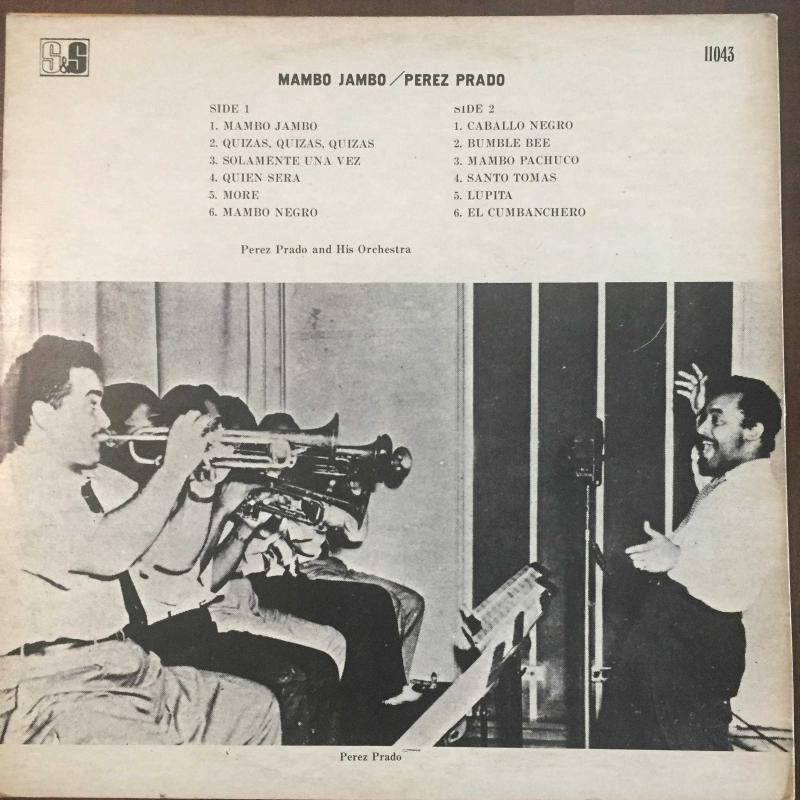 S&S
11043
MAMBO JAMBO/PEREZ PRADO
SIDE 1
1. MAMBO JAMBO
2. QUIZAS, QUIZAS, QUIZAS
3. SOLAMENTE UNA VEZ
4. QUIEN SERA
5. MORE
6. MAMBO NEGRO
SIDE 2
1. CABALLO NEGRO
2. BUMBLE BEE
3. MAMBO PACHUCO
4. SANTO TOMAS
5. LUPITA
6. EL CUMBANCHERO
Perez Prado and His Orchestra
Perez Prado